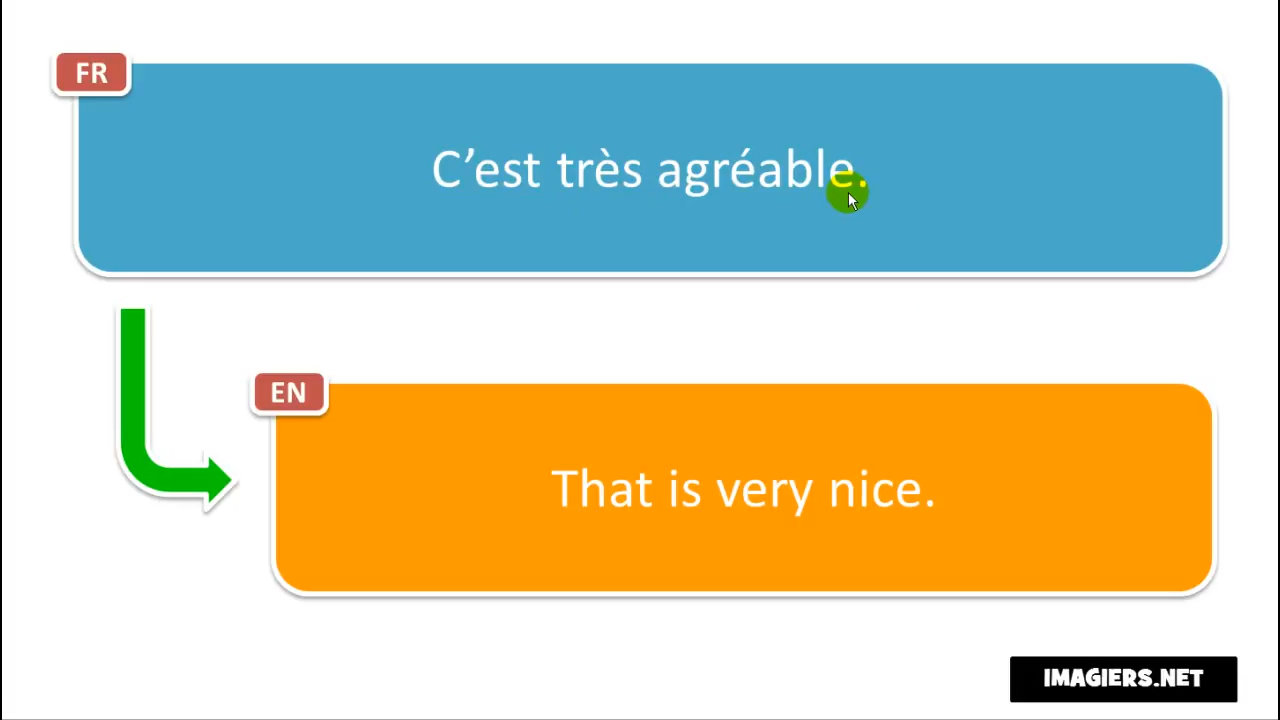 FR
C’est très agréable.
EN
That is very nice.
IMAGIERS.NET